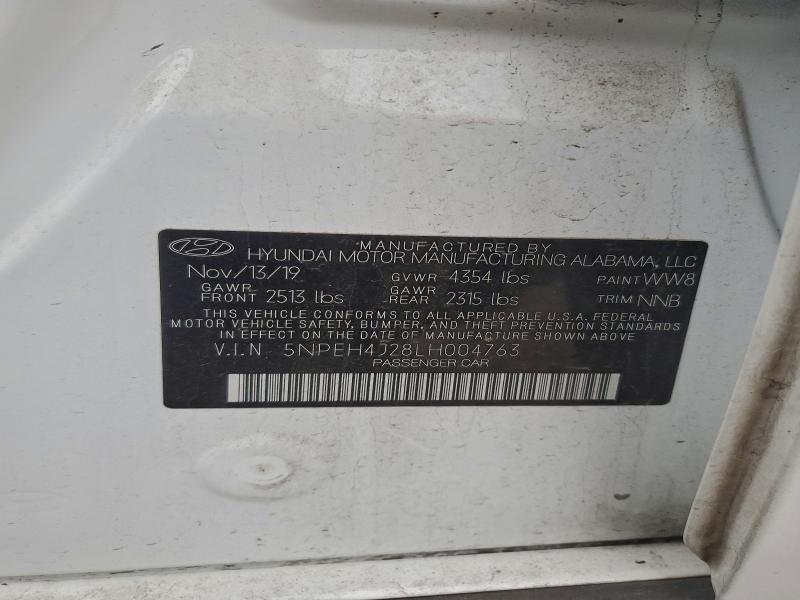 MANUFACTURED BY
HYUNDAI MOTOR MANUFACTURING ALABAMA, LLC
Nov/13/19 GVWR 4354 lbs PAINT WW8
GAWR FRONT 2513 lbs GAWR REAR 2315 lbs TRIM NNB
THIS VEHICLE CONFORMS TO ALL APPLICABLE U.S.A. FEDERAL
MOTOR VEHICLE SAFETY, BUMPER, AND THEFT PREVENTION STANDARDS
IN EFFECT ON THE DATE OF MANUFACTURE SHOWN ABOVE.
V.I.N. 5NPEH4J28LH004763
PASSENGER CAR